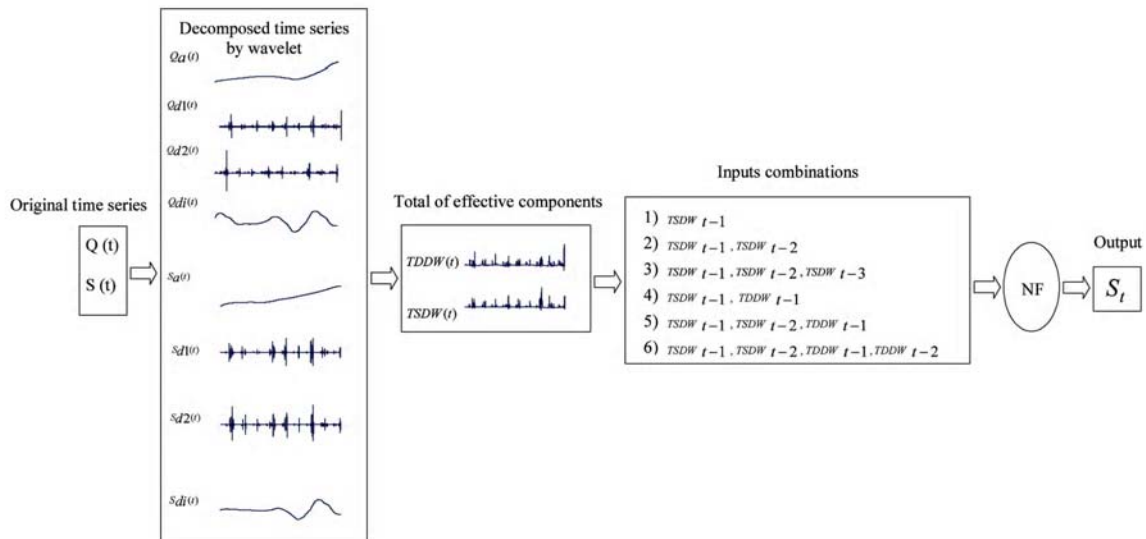 Original time series
Q (t)
S (t)
Decomposed time series
by wavelet
Qa(t)
Qd1(t)
Qd2(t)
Qdi(t)
Sa(t)
Sd1(t)
Sd2(t)
Sdi(t)
Total of effective components
TDDW(t)
TSDW(t)
Inputs combinations
1) TSDW t−1
2) TSDW t−1 , TSDW t−2
3) TSDW t−1 , TSDW t−2 , TSDW t−3
4) TSDW t−1 , TDDW t−1
5) TSDW t−1 , TSDW t−2 , TDDW t−1
6) TSDW t−1 , TSDW t−2 , TDDW t−1 , TDDW t−2
NF
Output
St